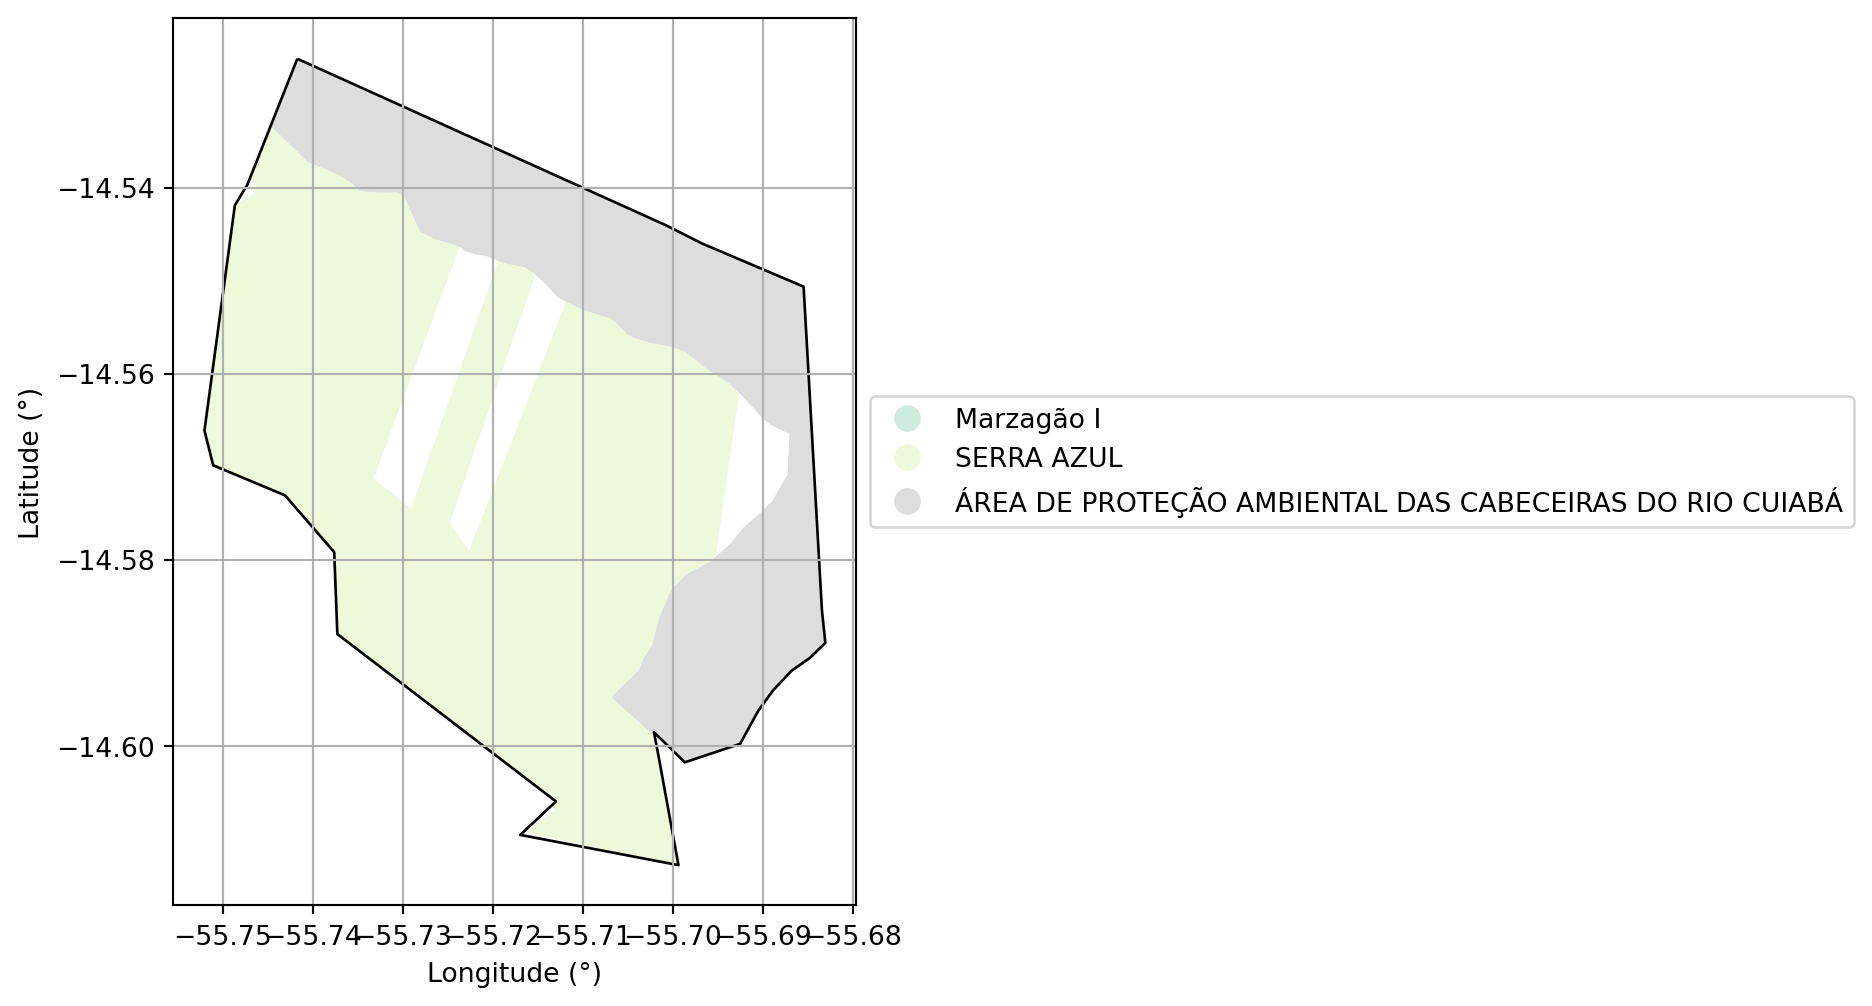 −14.54
−14.56
−14.58
−14.60
Latitude (°)
−55.75 −55.74 −55.73 −55.72 −55.71 −55.70 −55.69 −55.68
Longitude (°)
Marzagão I
SERRA AZUL
ÁREA DE PROTEÇÃO AMBIENTAL DAS CABECEIRAS DO RIO CUIABÁ